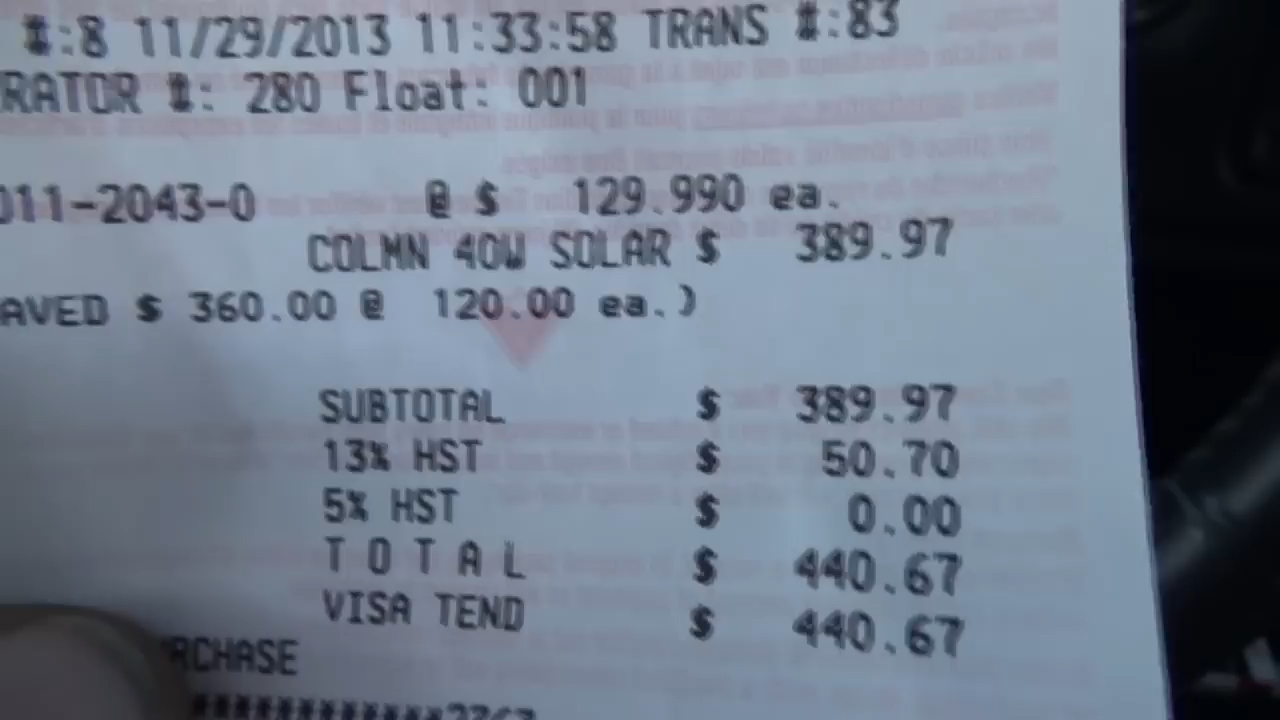 #:8 11/29/2013 11:33:58 TRANS #:83
RATOR #: 280 Float: 001
011-2043-0 @ $ 129.990 ea.
COLMN 40W SOLAR $ 389.97
AVED $ 360.00 @ 120.00 ea.)
SUBTOTAL $ 389.97
13% HST $ 50.70
5% HST $ 0.00
T O T A L $ 440.67
VISA TEND $ 440.67
RCHASE